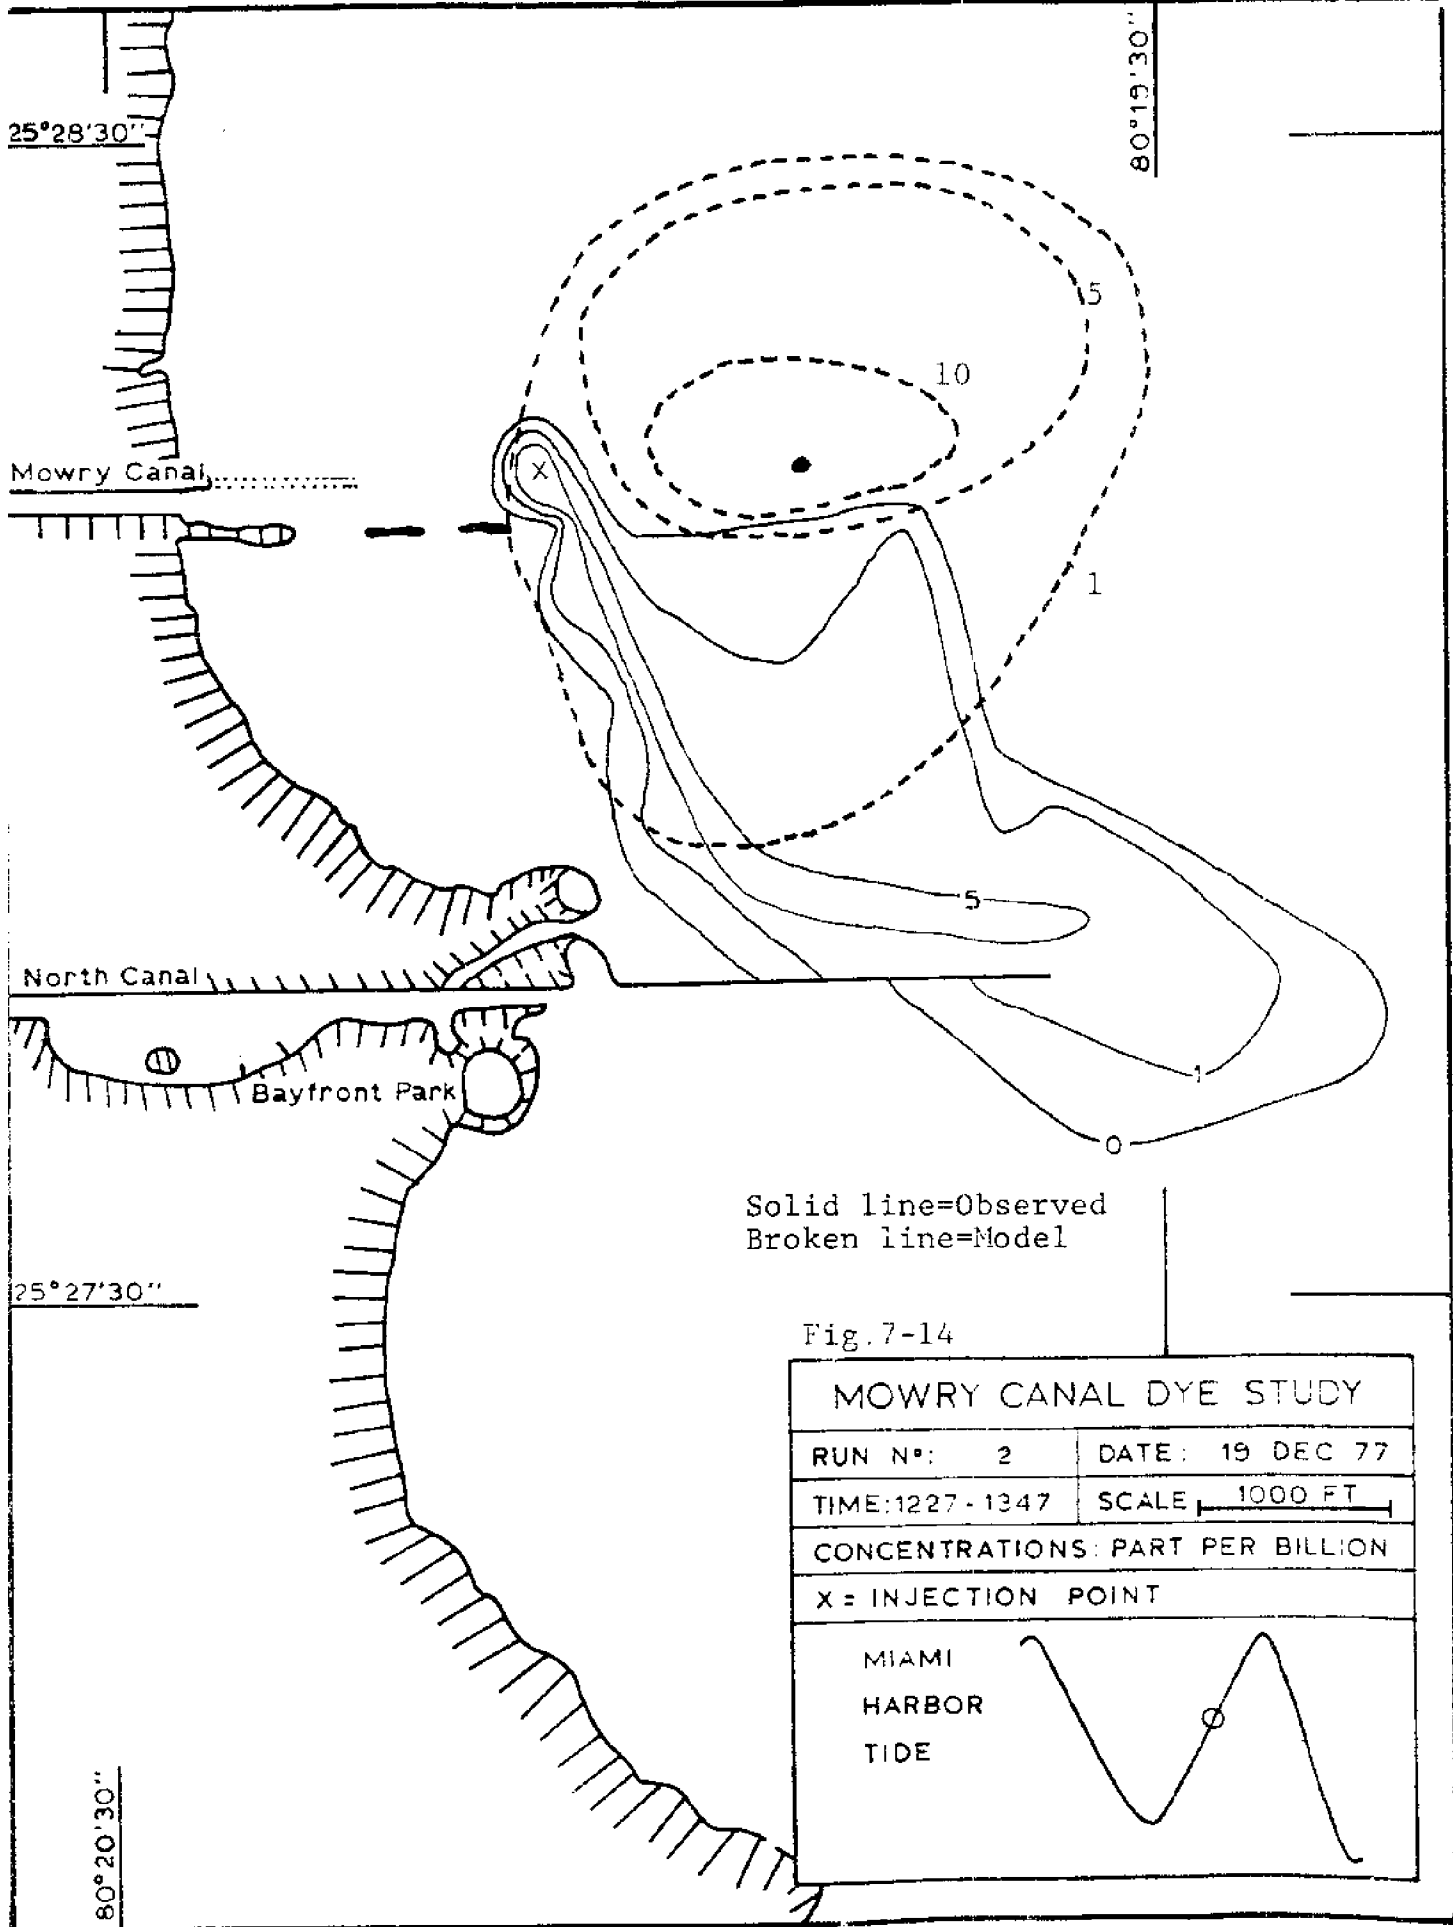 80°19'30"
25°28'30"
5
10
Mowry Canal
X
1
5
North Canal
Bayfront Park
1
0
Solid line=Observed
Broken line=Model
25°27'30"
Fig.7-14
MOWRY CANAL DYE STUDY
RUN Nº: 2
DATE: 19 DEC 77
TIME:1227-1347
SCALE 1000 FT
CONCENTRATIONS: PART PER BILLION
X = INJECTION POINT
MIAMI
HARBOR
TIDE
80°20'30"